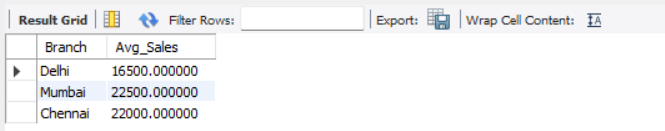 Result Grid Filter Rows: Export: Wrap Cell Content: IA
Branch Avg_Sales
Delhi 16500.000000
Mumbai 22500.000000
Chennai 22000.000000